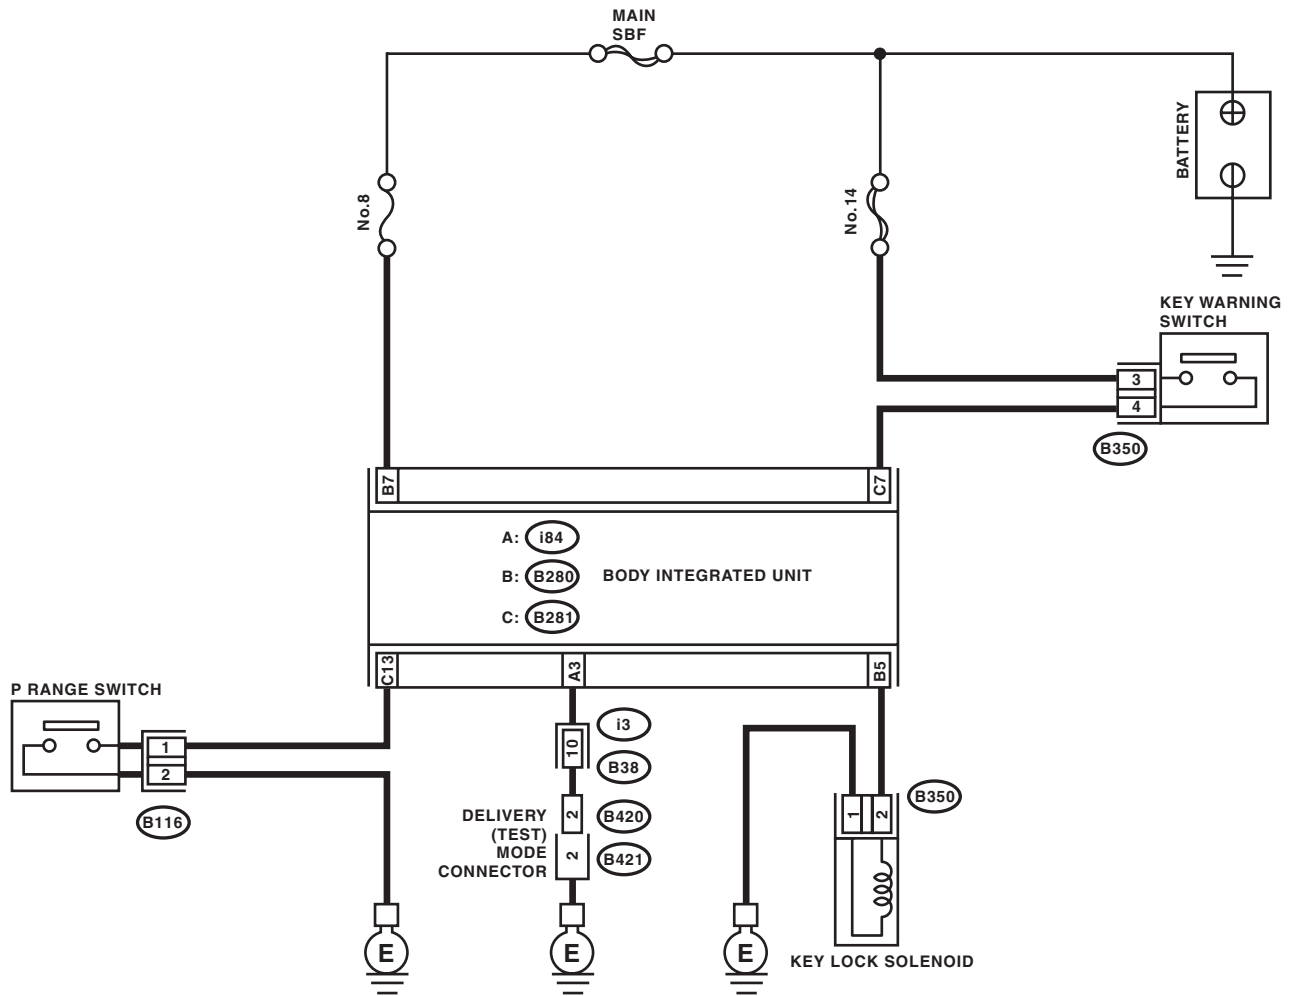 MAIN
SBF
BATTERY
No.8
No.14
KEY WARNING
SWITCH
3
4
B350
B7
C7
A: i84
B: B280
BODY INTEGRATED UNIT
C: B281
C13
A3
B5
P RANGE SWITCH
1
2
B116
i3
10
B38
DELIVERY
(TEST)
MODE
CONNECTOR
2
B420
2
B421
B350
1
2
E
E
E
KEY LOCK SOLENOID